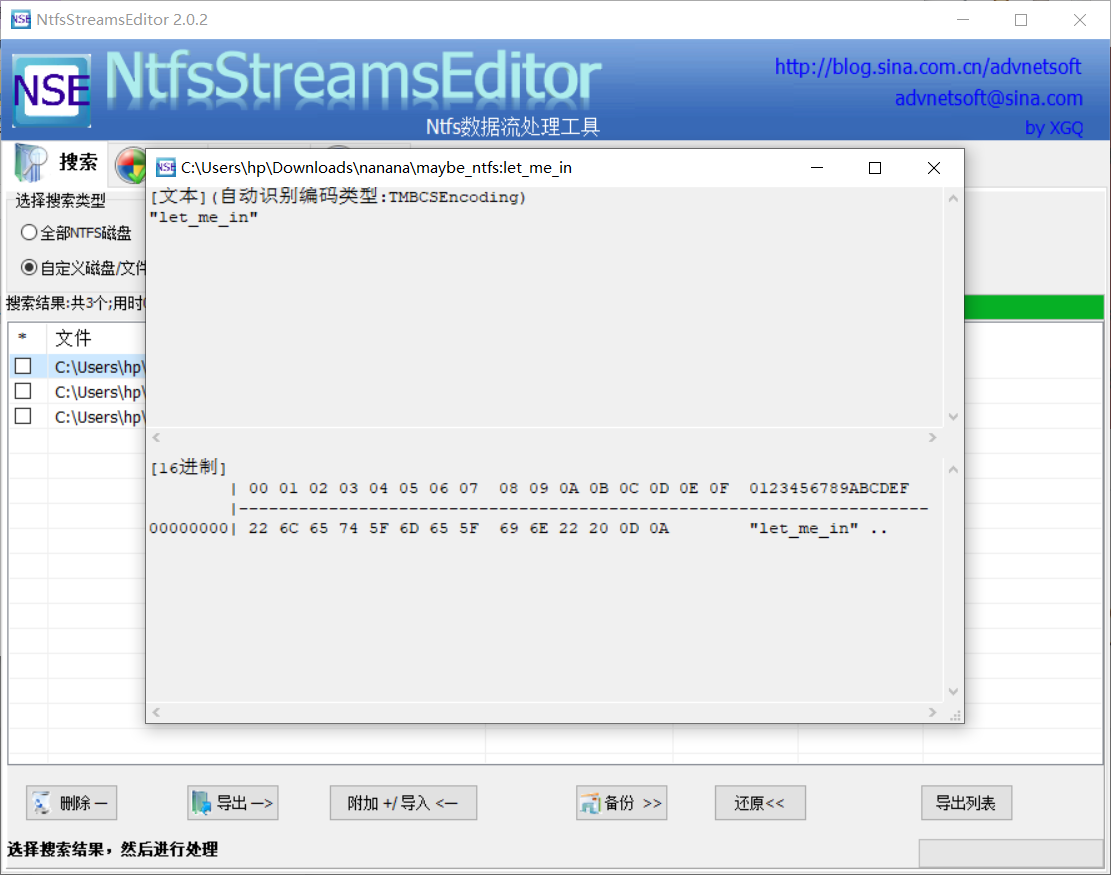 NSE NtfsStreamsEditor 2.0.2
NSE NtfsStreamsEditor
Ntfs数据流处理工具
http://blog.sina.com.cn/advnetsoft
advnetsoft@sina.com
by XGQ
搜索
选择搜索类型
全部NTFS磁盘
自定义磁盘/文件
搜索结果:共3个;用时
* 文件
C:\Users\hp\
C:\Users\hp\
C:\Users\hp\
NSE C:\Users\hp\Downloads\nanana\maybe_ntfs:let_me_in
[文本](自动识别编码类型:TMBCSEncoding)
"let_me_in"
[16进制]
| 00 01 02 03 04 05 06 07  08 09 0A 0B 0C 0D 0E 0F  0123456789ABCDEF
|---------------------------------------------------------------------
00000000| 22 6C 65 74 5F 6D 65 5F  69 6E 22 20 0D 0A        "let_me_in" ..
删除 —
导出 —>
附加 +/ 导入 <—
备份 >>
还原<<
导出列表
选择搜索结果，然后进行处理